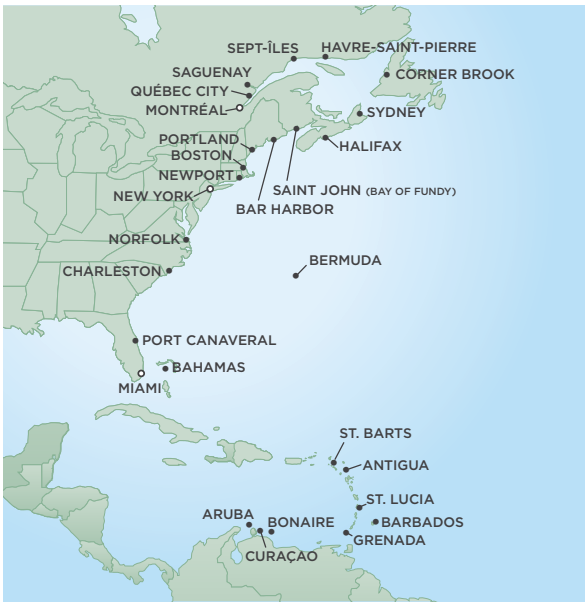 SEPT-ÎLES
HAVRE-SAINT-PIERRE
SAGUENAY
CORNER BROOK
QUÉBEC CITY
MONTRÉAL
SYDNEY
PORTLAND
HALIFAX
BOSTON
NEWPORT
SAINT JOHN (BAY OF FUNDY)
NEW YORK
BAR HARBOR
NORFOLK
BERMUDA
CHARLESTON
PORT CANAVERAL
BAHAMAS
MIAMI
ST. BARTS
ANTIGUA
ST. LUCIA
ARUBA
BONAIRE
BARBADOS
GRENADA
CURAÇAO